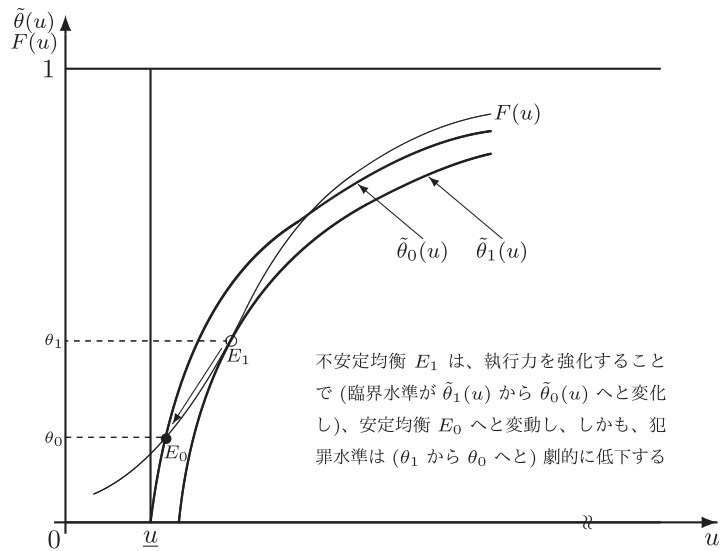 θ̃(u)
F(u)
1
F(u)
θ̃₀(u)
θ̃₁(u)
θ₁
E₁
θ₀
E₀
不安定均衡 E₁ は、執行力を強化すること
で (臨界水準が θ̃₁(u) から θ̃₀(u) へと変化
し)、安定均衡 E₀ へと変動し、しかも、犯
罪水準は (θ₁ から θ₀ へと) 劇的に低下する
0
u̲
u